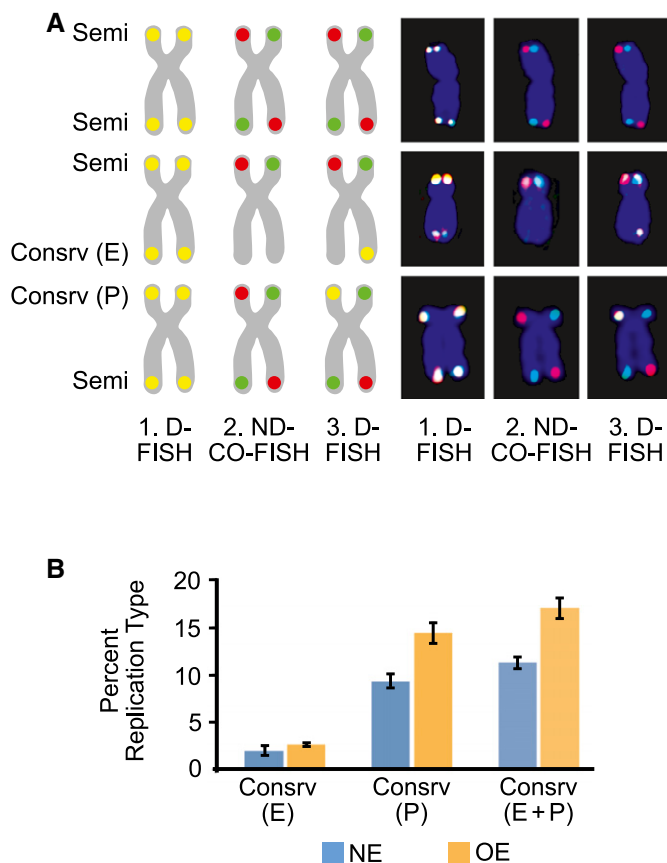 A
Semi
Semi
Semi
Consrv (E)
Consrv (P)
Semi
1. D-
FISH
2. ND-
CO-FISH
3. D-
FISH
1. D-
FISH
2. ND-
CO-FISH
3. D-
FISH
B
Percent
Replication Type
20
15
10
5
0
Consrv
(E)
Consrv
(P)
Consrv
(E+P)
NE
OE